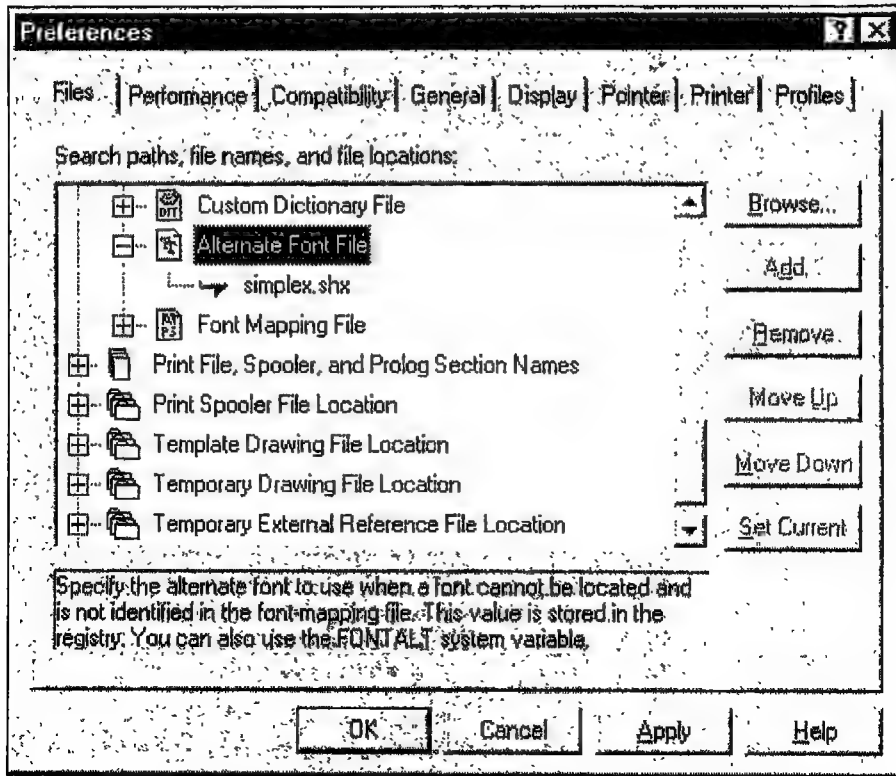 Preferences
Files Performance Compatibility General Display Pointer Printer Profiles
Search paths, file names, and file locations:
Custom Dictionary File
Alternate Font File
simplex.shx
Font Mapping File
Print File, Spooler, and Prolog Section Names
Print Spooler File Location
Template Drawing File Location
Temporary Drawing File Location
Temporary External Reference File Location
Browse...
Add.
Remove
Move Up
Move Down
Set Current
Specify the alternate font to use when a font cannot be located and
is not identified in the font-mapping file. This value is stored in the
registry. You can also use the FONTALT system variable.
OK Cancel Apply Help